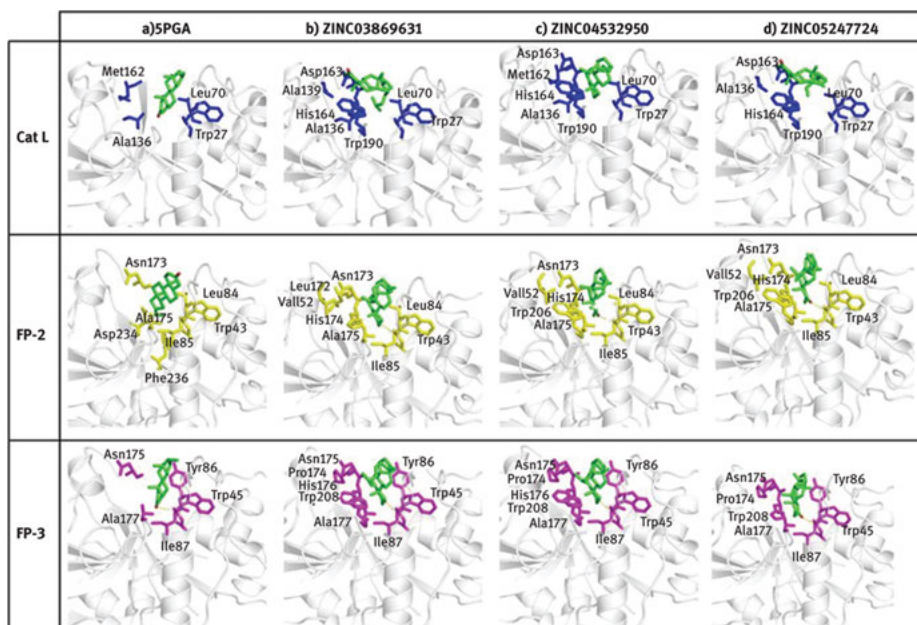 a)5PGA b) ZINC03869631 c) ZINC04532950 d) ZINC05247724
Cat L
Met162
Leu70
Ala136
Trp27
Asp163
Ala139
Leu70
His164
Ala136
Trp27
Trp190
Asp163
Met162
Leu70
His164
Ala136
Trp27
Trp190
Asp163
Ala136
Leu70
His164
Trp27
Trp190
FP-2
Asn173
Leu84
Ala175
Asp234
Trp43
Ile85
Phe236
Asn173
Leu172
Vall52
Leu84
His174
Ala175
Trp43
Ile85
Asn173
Vall52
His174
Leu84
Trp206
Ala175
Trp43
Ile85
Asn173
Vall52
His174
Leu84
Trp206
Ala175
Trp43
Ile85
FP-3
Asn175
Tyr86
Trp45
Ala177
Ile87
Asn175
Tyr86
Pro174
His176
Trp208
Trp45
Ala177
Ile87
Asn175
Tyr86
Pro174
His176
Trp208
Ala177
Trp45
Ile87
Asn175
Tyr86
Pro174
Trp208
Ala177
Trp45
Ile87